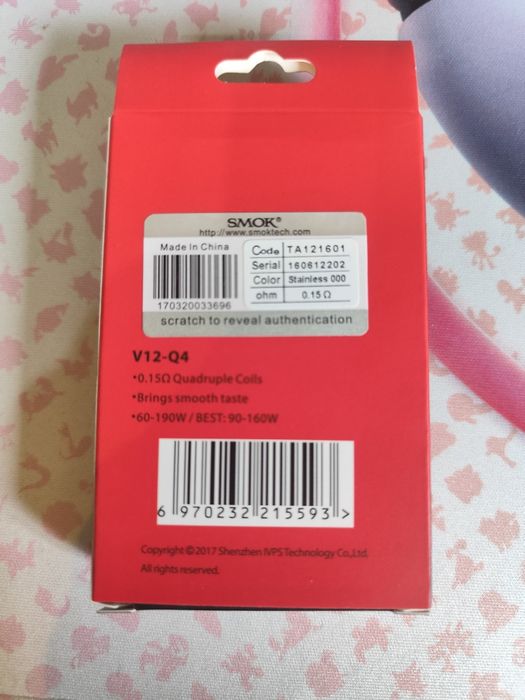 SMOK®
http://www.smoktech.com
Made In China
170320033696
Code TA121601
Serial 160612202
Color Stainless 000
ohm 0.15 Ω
scratch to reveal authentication
V12-Q4
•0.15Ω Quadruple Coils
•Brings smooth taste
•60-190W / BEST: 90-160W
6 970232 215593 >
Copyright ©2017 Shenzhen IVPS Technology Co.,Ltd.
All rights reserved.